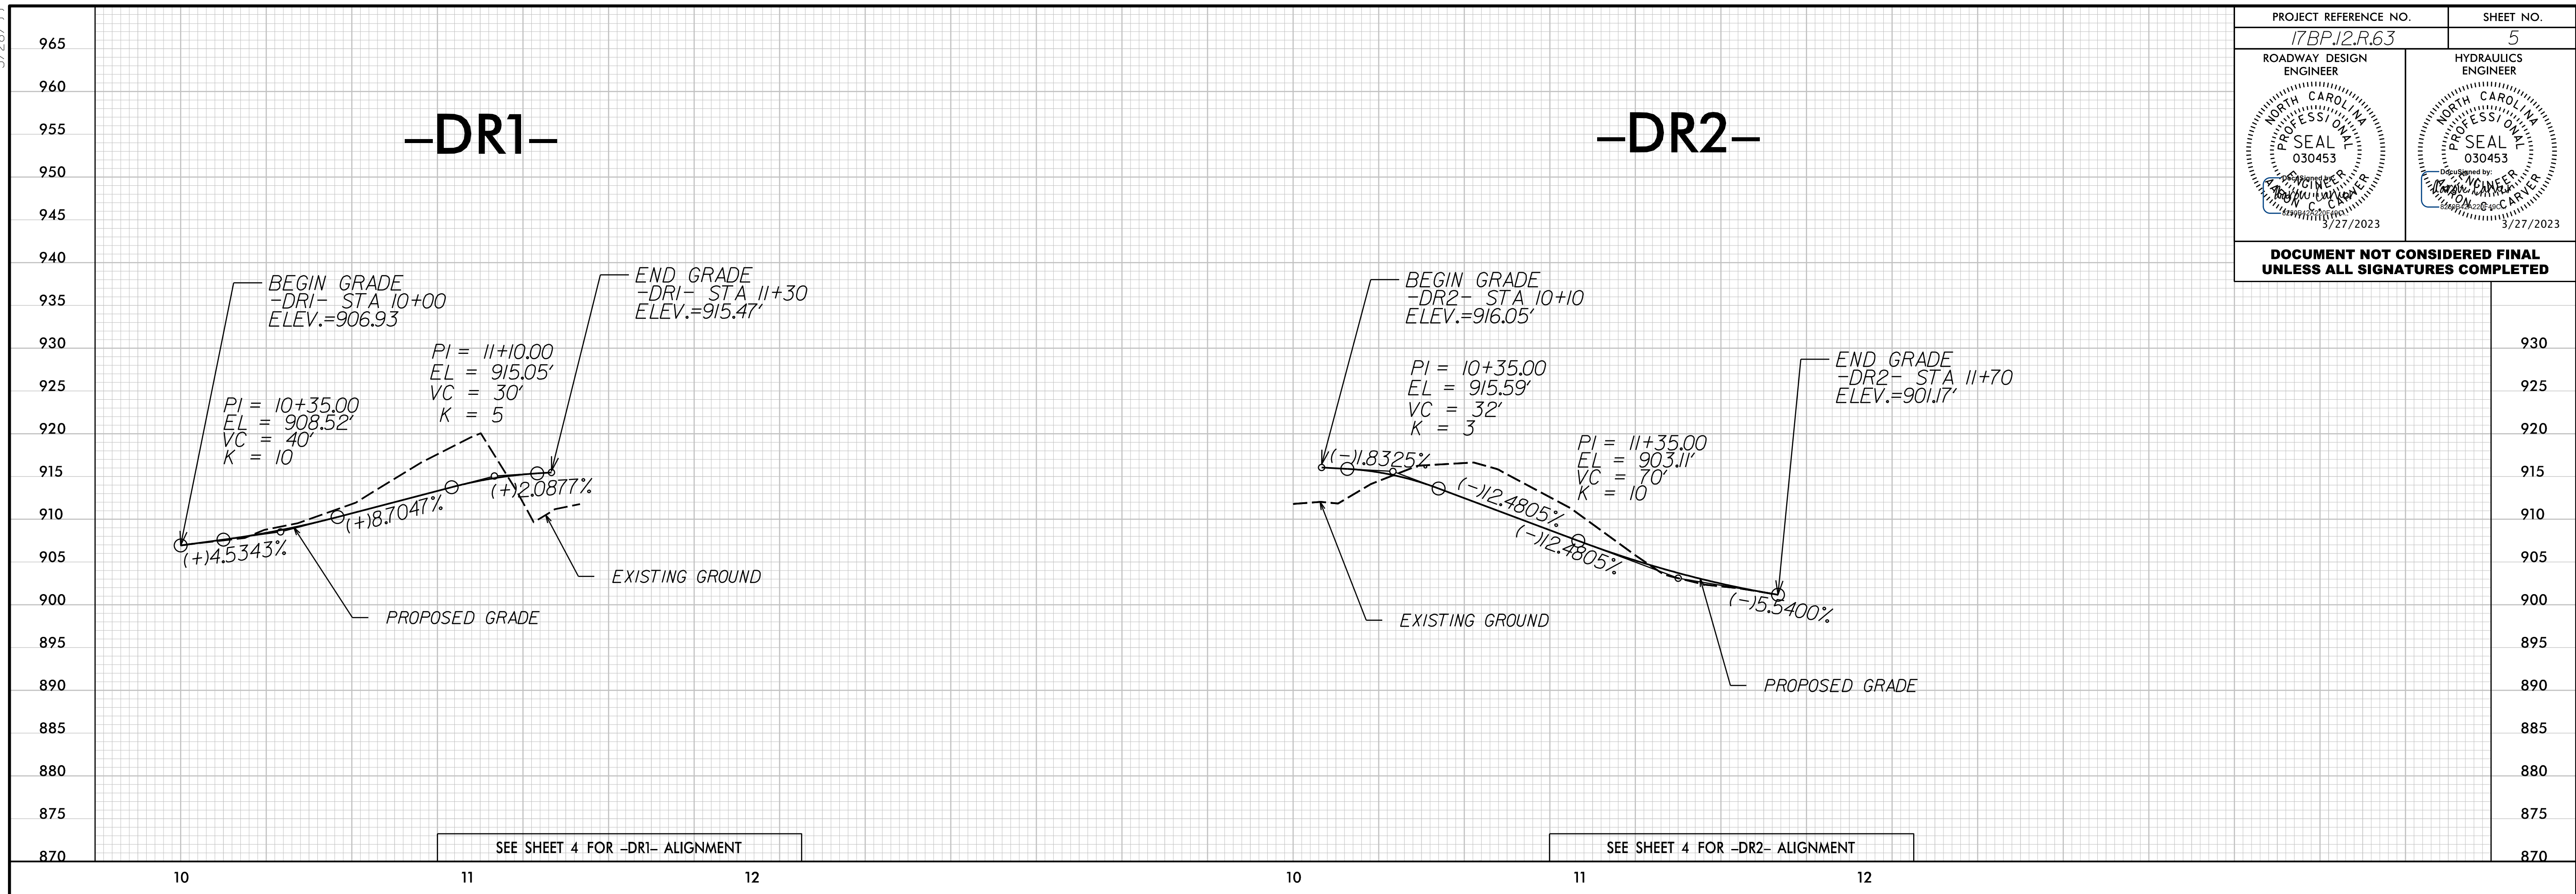 PROJECT REFERENCE NO.
SHEET NO.
17BP.12.R.63
5
ROADWAY DESIGN
ENGINEER
HYDRAULICS
ENGINEER
NORTH CAROLINA
PROFESSIONAL
SEAL
030453
ENGINEER
AARON C. CARVER
DocuSigned by:
3/27/2023
NORTH CAROLINA
PROFESSIONAL
SEAL
030453
ENGINEER
AARON C. CARVER
DocuSigned by:
3/27/2023
DOCUMENT NOT CONSIDERED FINAL
UNLESS ALL SIGNATURES COMPLETED
965
960
955
950
945
940
935
930
925
920
915
910
905
900
895
890
885
880
875
870
–DR1–
BEGIN GRADE
-DR1- STA 10+00
ELEV.=906.93
END GRADE
-DR1- STA 11+30
ELEV.=915.47'
PI = 11+10.00
EL = 915.05'
VC = 30'
K = 5
PI = 10+35.00
EL = 908.52'
VC = 40'
K = 10
(+)4.5343%
(+)8.7047%
(+)2.0877%
EXISTING GROUND
PROPOSED GRADE
SEE SHEET 4 FOR –DR1– ALIGNMENT
10
11
12
–DR2–
BEGIN GRADE
-DR2- STA 10+10
ELEV.=916.05'
PI = 10+35.00
EL = 915.59'
VC = 32'
K = 3
END GRADE
-DR2- STA 11+70
ELEV.=901.17'
PI = 11+35.00
EL = 903.11'
VC = 70'
K = 10
(-)1.8325%
(-)12.4805%
(-)12.4805%
(-)5.5400%
EXISTING GROUND
PROPOSED GRADE
SEE SHEET 4 FOR –DR2– ALIGNMENT
10
11
12
930
925
920
915
910
905
900
895
890
885
880
875
870